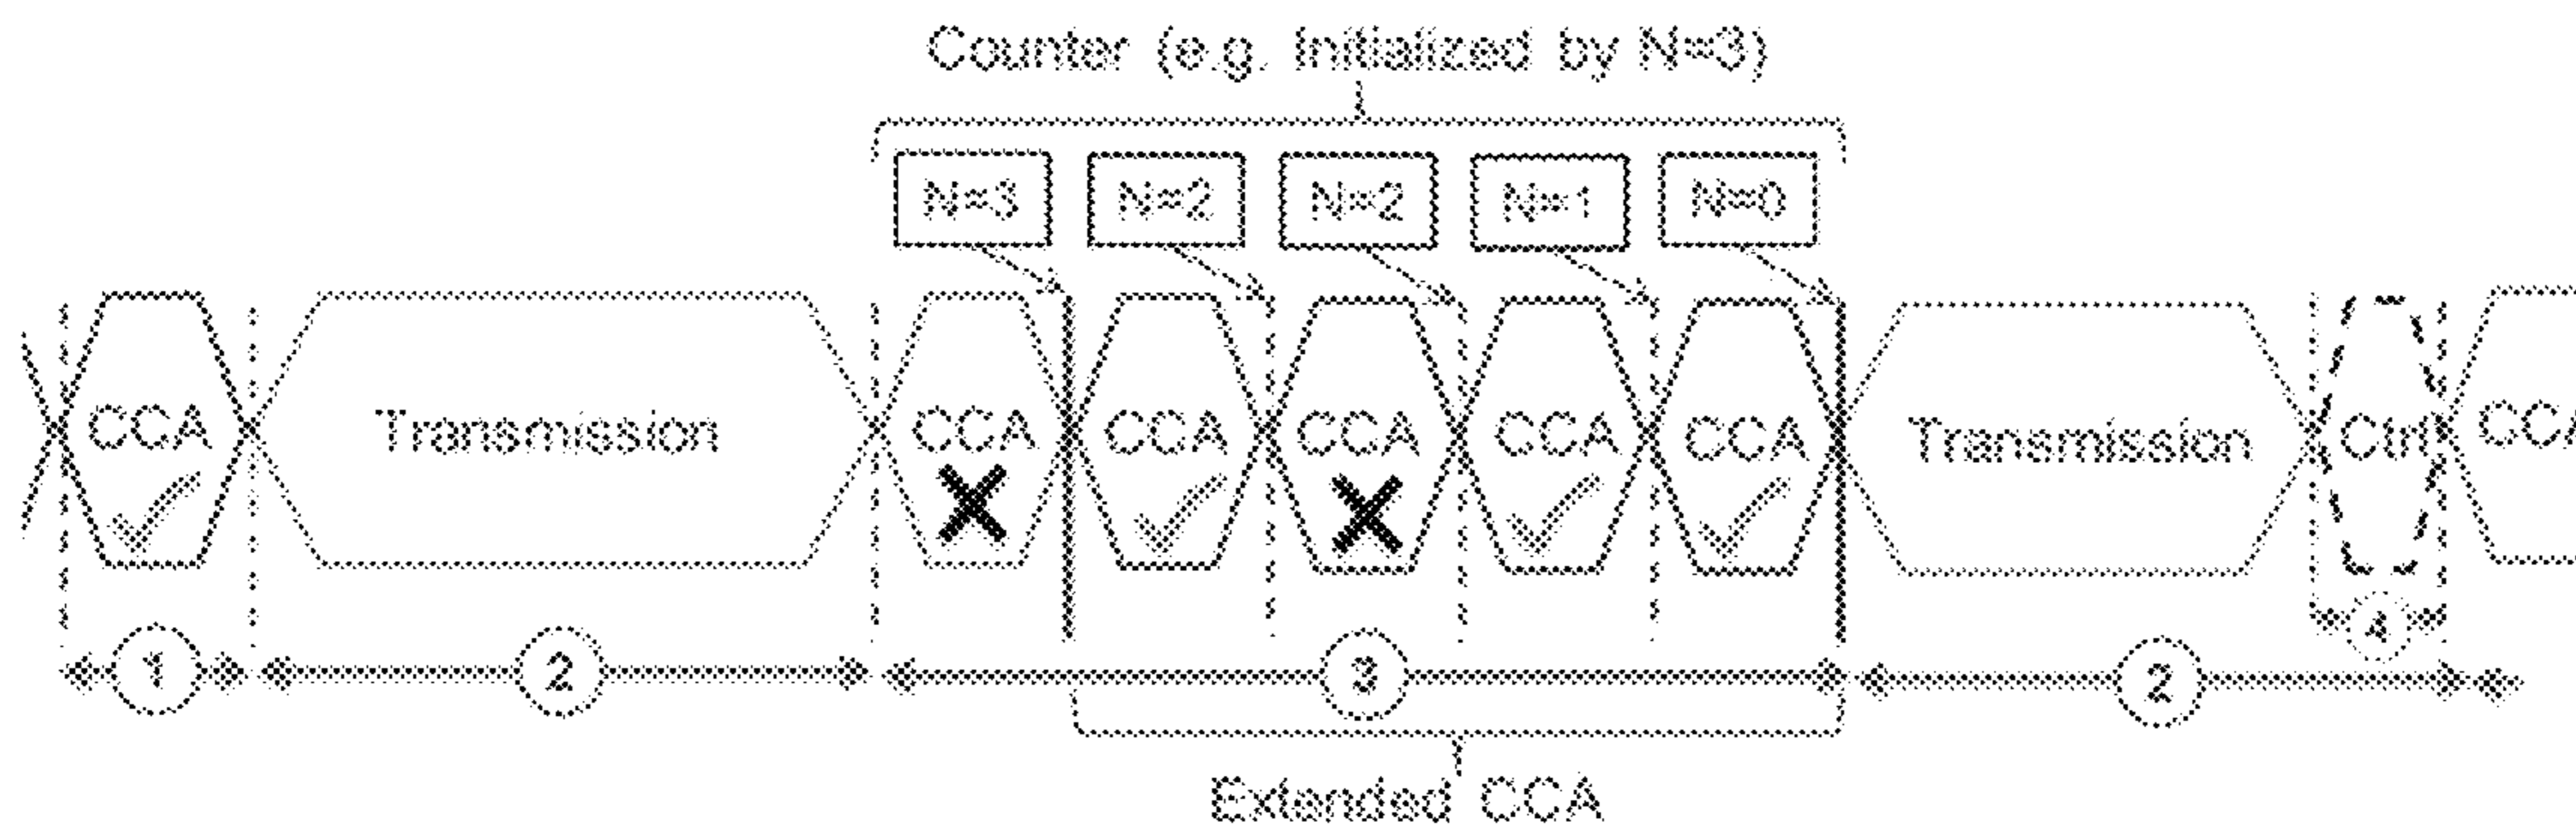 Counter (e.g. Initialized by N=3)
N=3 N=2 N=2 N=1 N=0
CCA Transmission CCA CCA CCA CCA CCA Transmission Ctrl CCA
4
1 2 3 2
Extended CCA